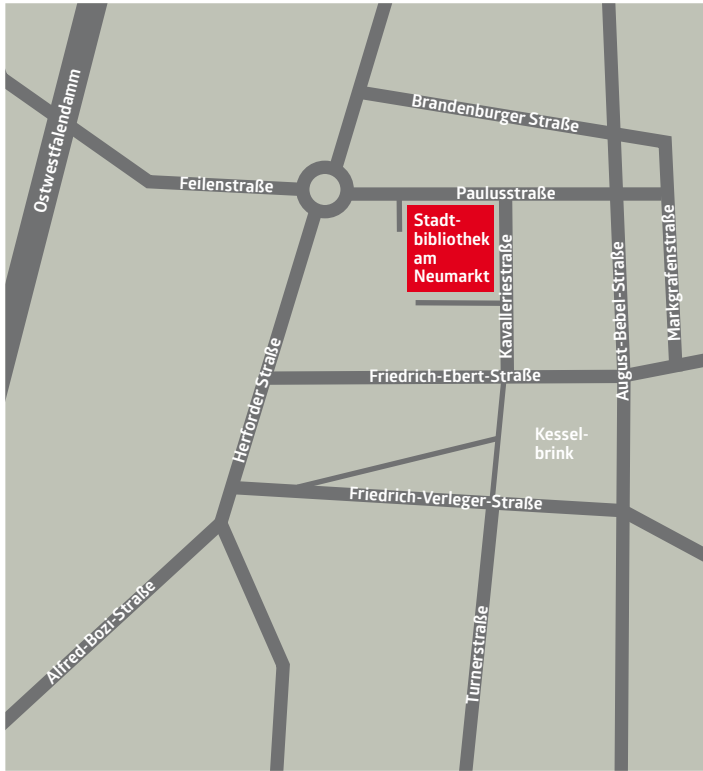 Ostwestfalendamm
Brandenburger Straße
Feilenstraße
Paulusstraße
Stadt-
bibliothek
am
Neumarkt
Kavalleriestraße
August-Bebel-Straße
Markgrafenstraße
Herforder Straße
Friedrich-Ebert-Straße
Kessel-
brink
Friedrich-Verleger-Straße
Alfred-Bozi-Straße
Turnerstraße